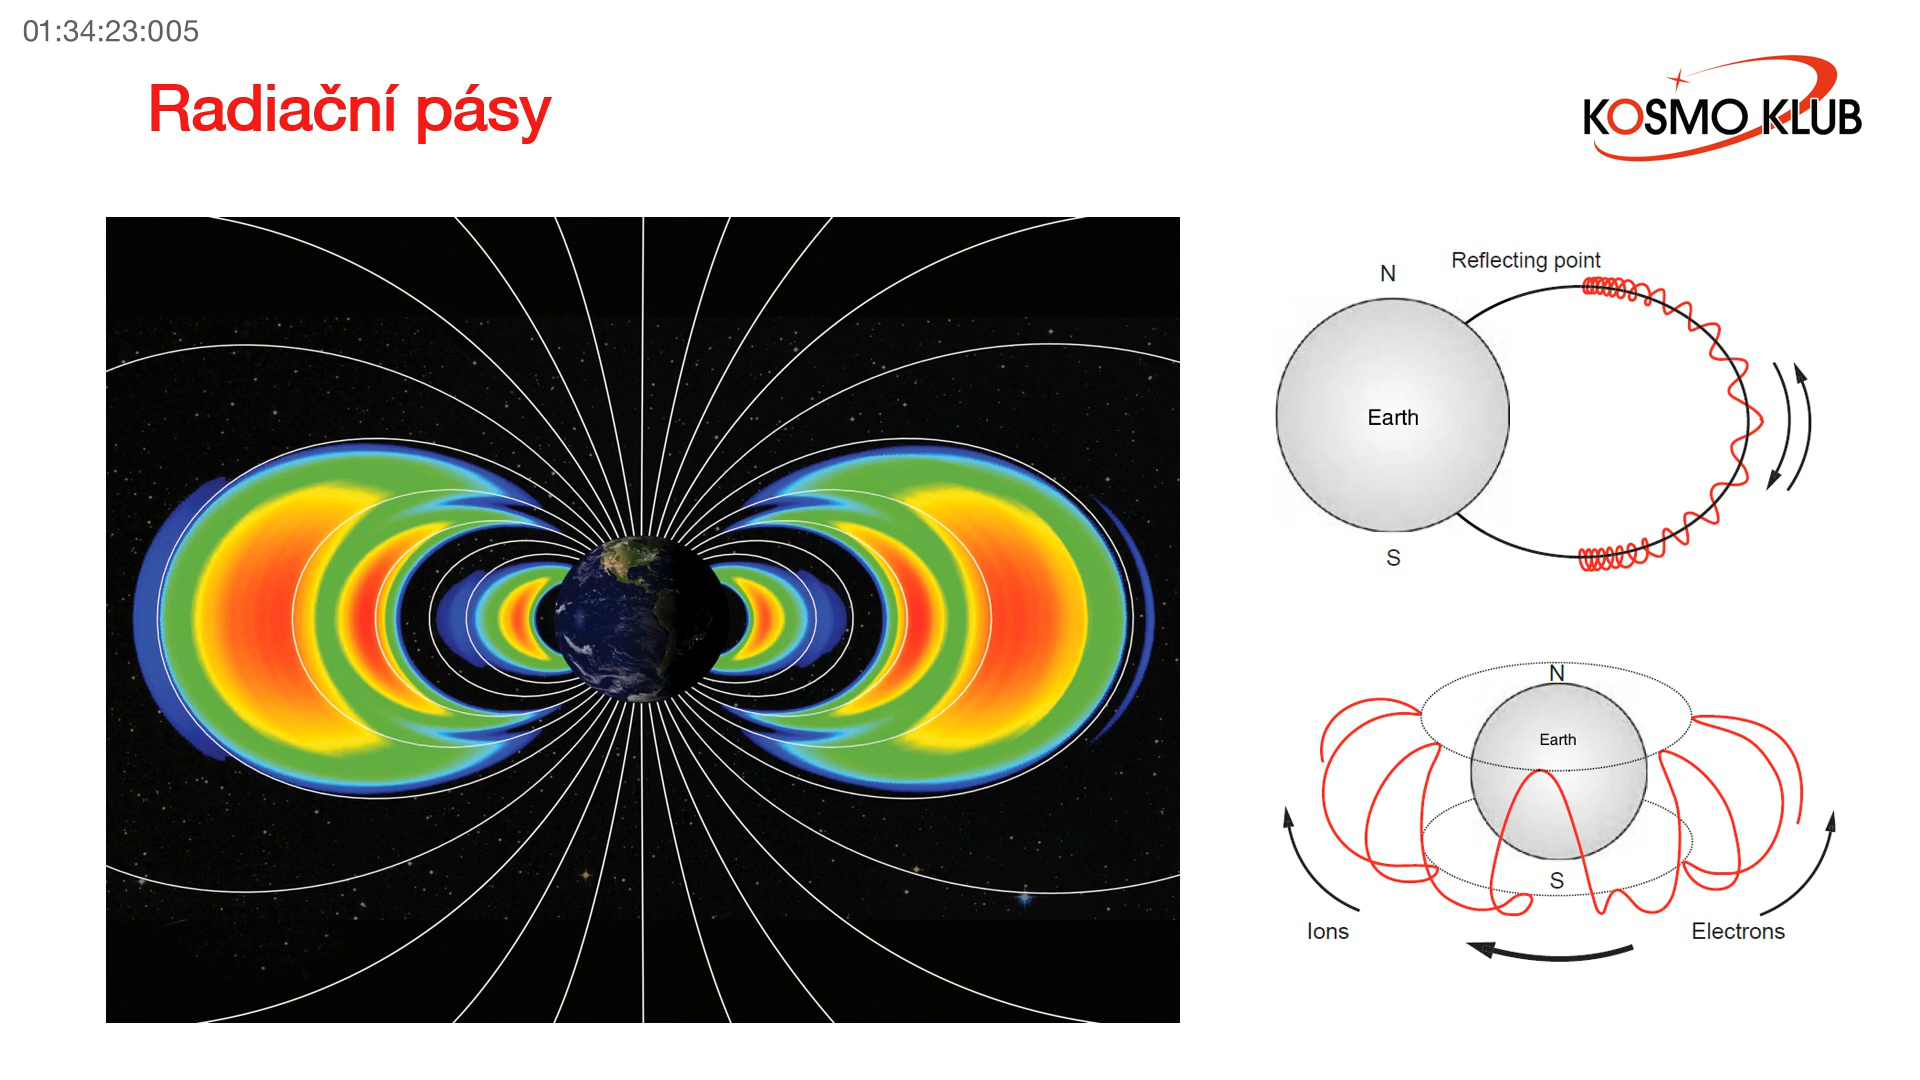 01:34:23:005
Radiační pásy
KOSMO KLUB
N
Reflecting point
Earth
S
N
Earth
S
Ions
Electrons